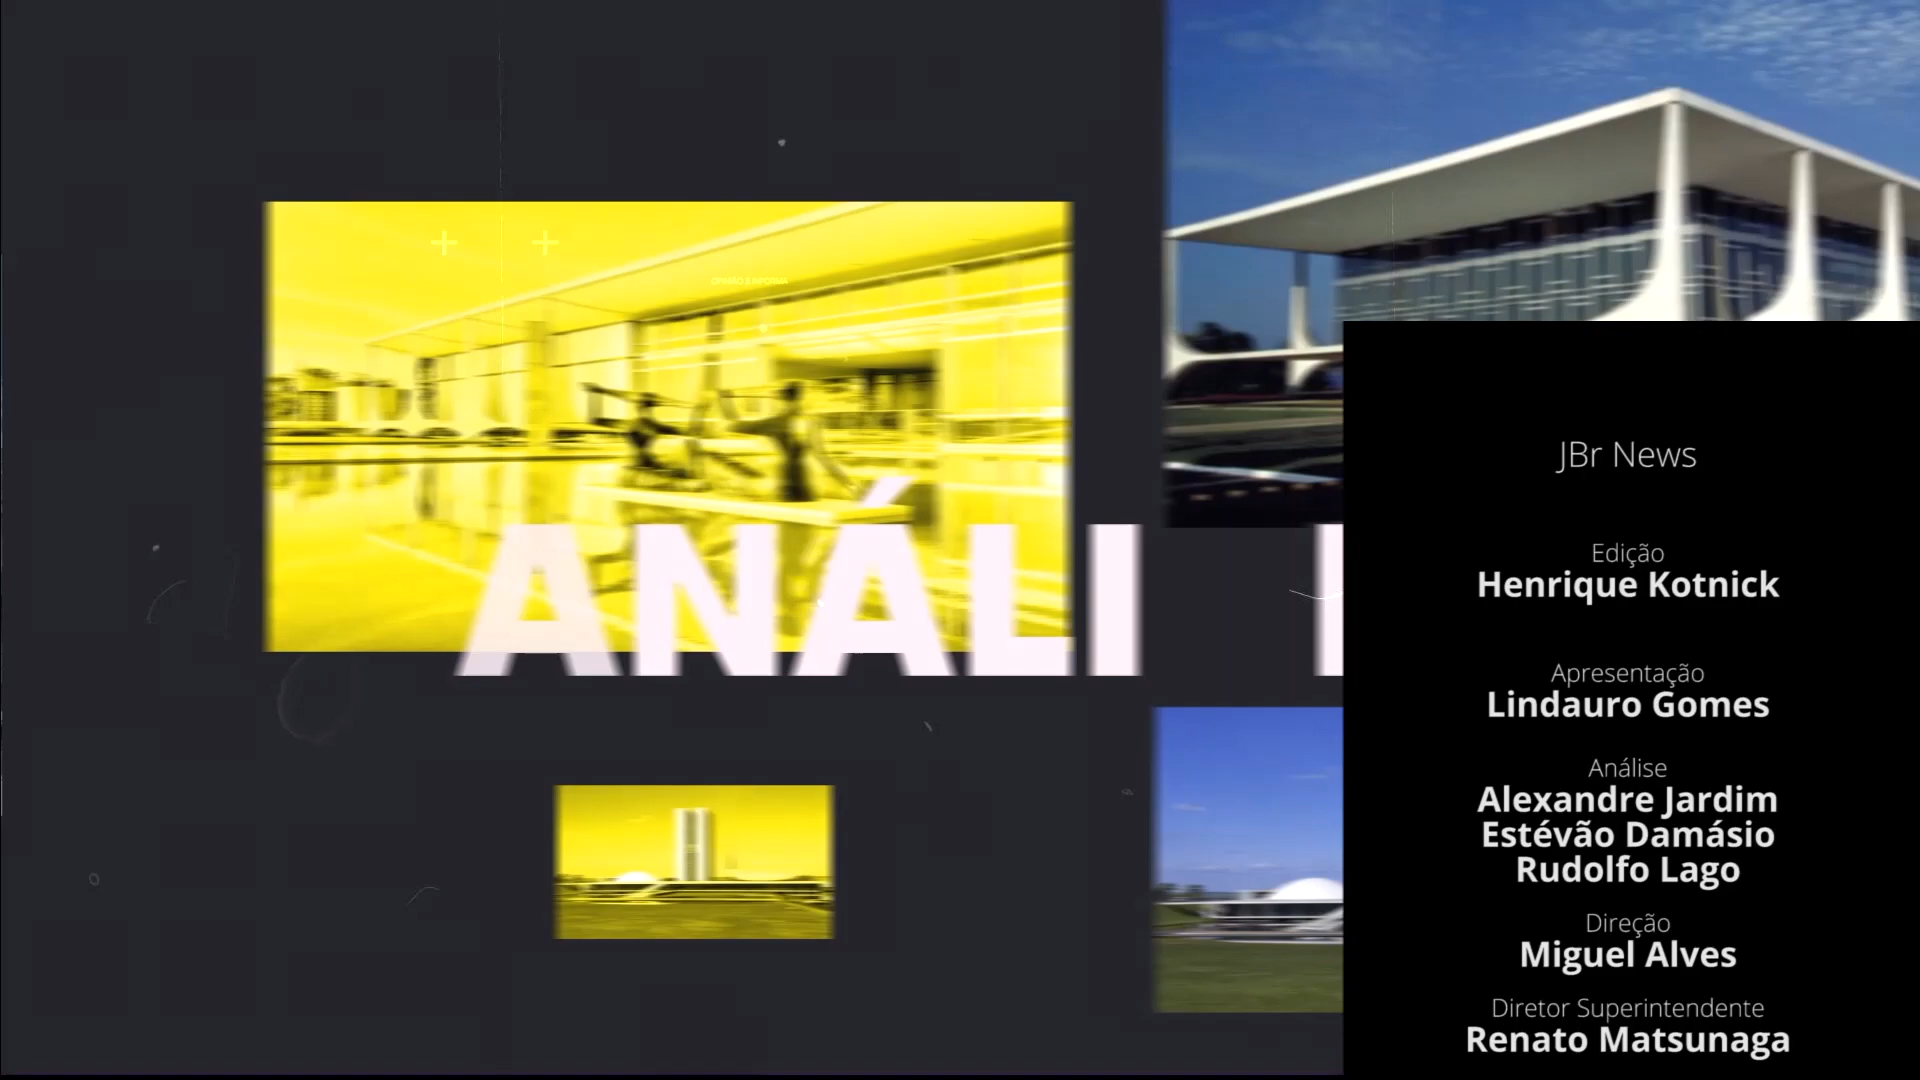 ANÁLI
JBr News
Edição
Henrique Kotnick
Apresentação
Lindauro Gomes
Análise
Alexandre Jardim
Estévão Damásio
Rudolfo Lago
Direção
Miguel Alves
Diretor Superintendente
Renato Matsunaga